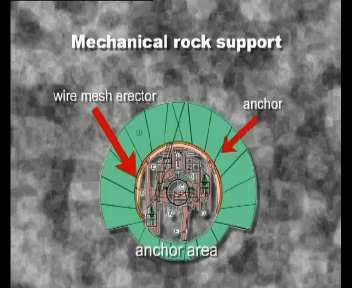 Mechanical rock support
wire mesh erector
anchor
anchor area